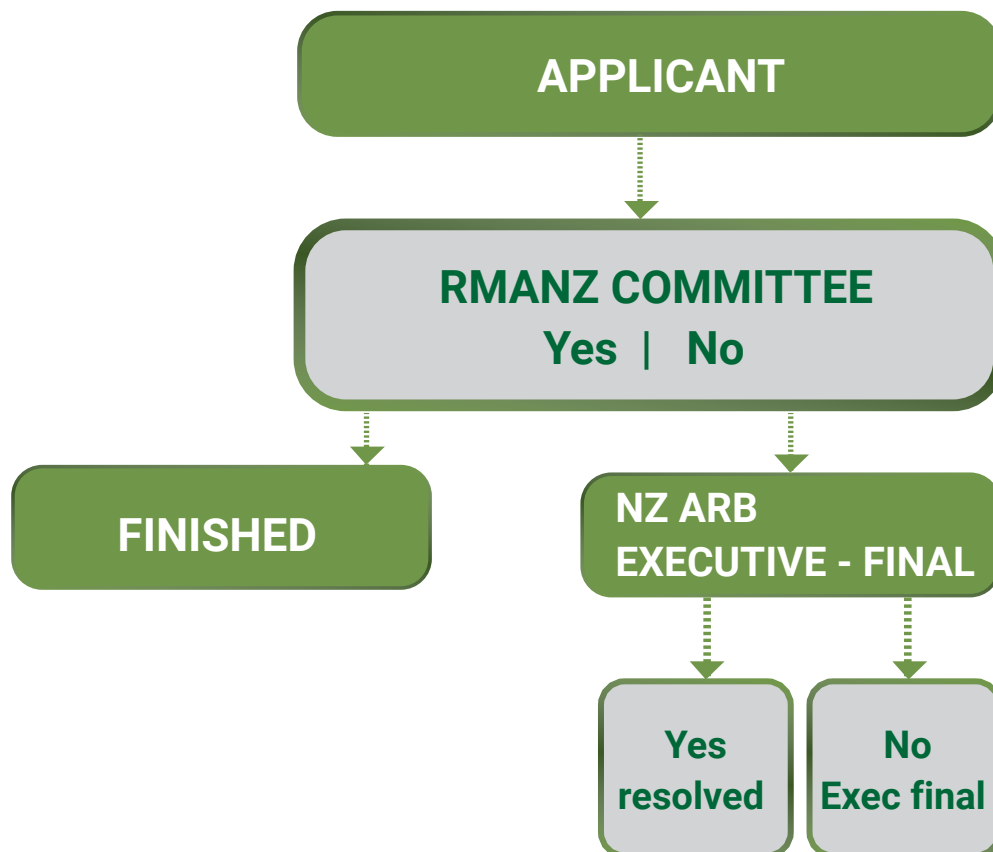 APPLICANT
RMANZ COMMITTEE
Yes | No
FINISHED
NZ ARB
EXECUTIVE - FINAL
Yes
resolved
No
Exec final